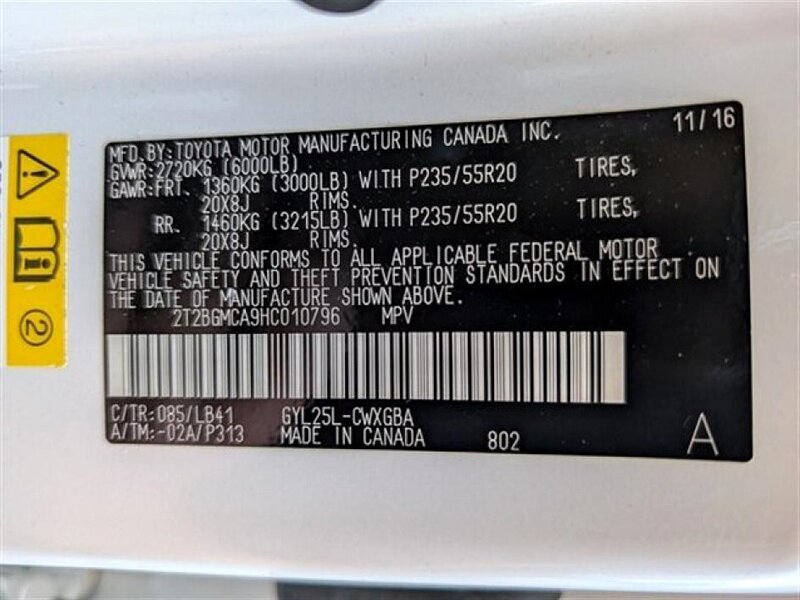 MFD. BY: TOYOTA MOTOR MANUFACTURING CANADA INC. 11/16
GVWR: 2720KG (6000LB)
GAWR: FRT. 1360KG (3000LB) WITH P235/55R20 TIRES,
20X8J RIMS.
RR. 1460KG (3215LB) WITH P235/55R20 TIRES,
20X8J RIMS.
THIS VEHICLE CONFORMS TO ALL APPLICABLE FEDERAL MOTOR
VEHICLE SAFETY AND THEFT PREVENTION STANDARDS IN EFFECT ON
THE DATE OF MANUFACTURE SHOWN ABOVE.
2T2BGMCA9HC010796 MPV
C/TR: 085/LB41 GYL25L-CWXGBA
A/TM: -02A/P313 MADE IN CANADA 802 A
2